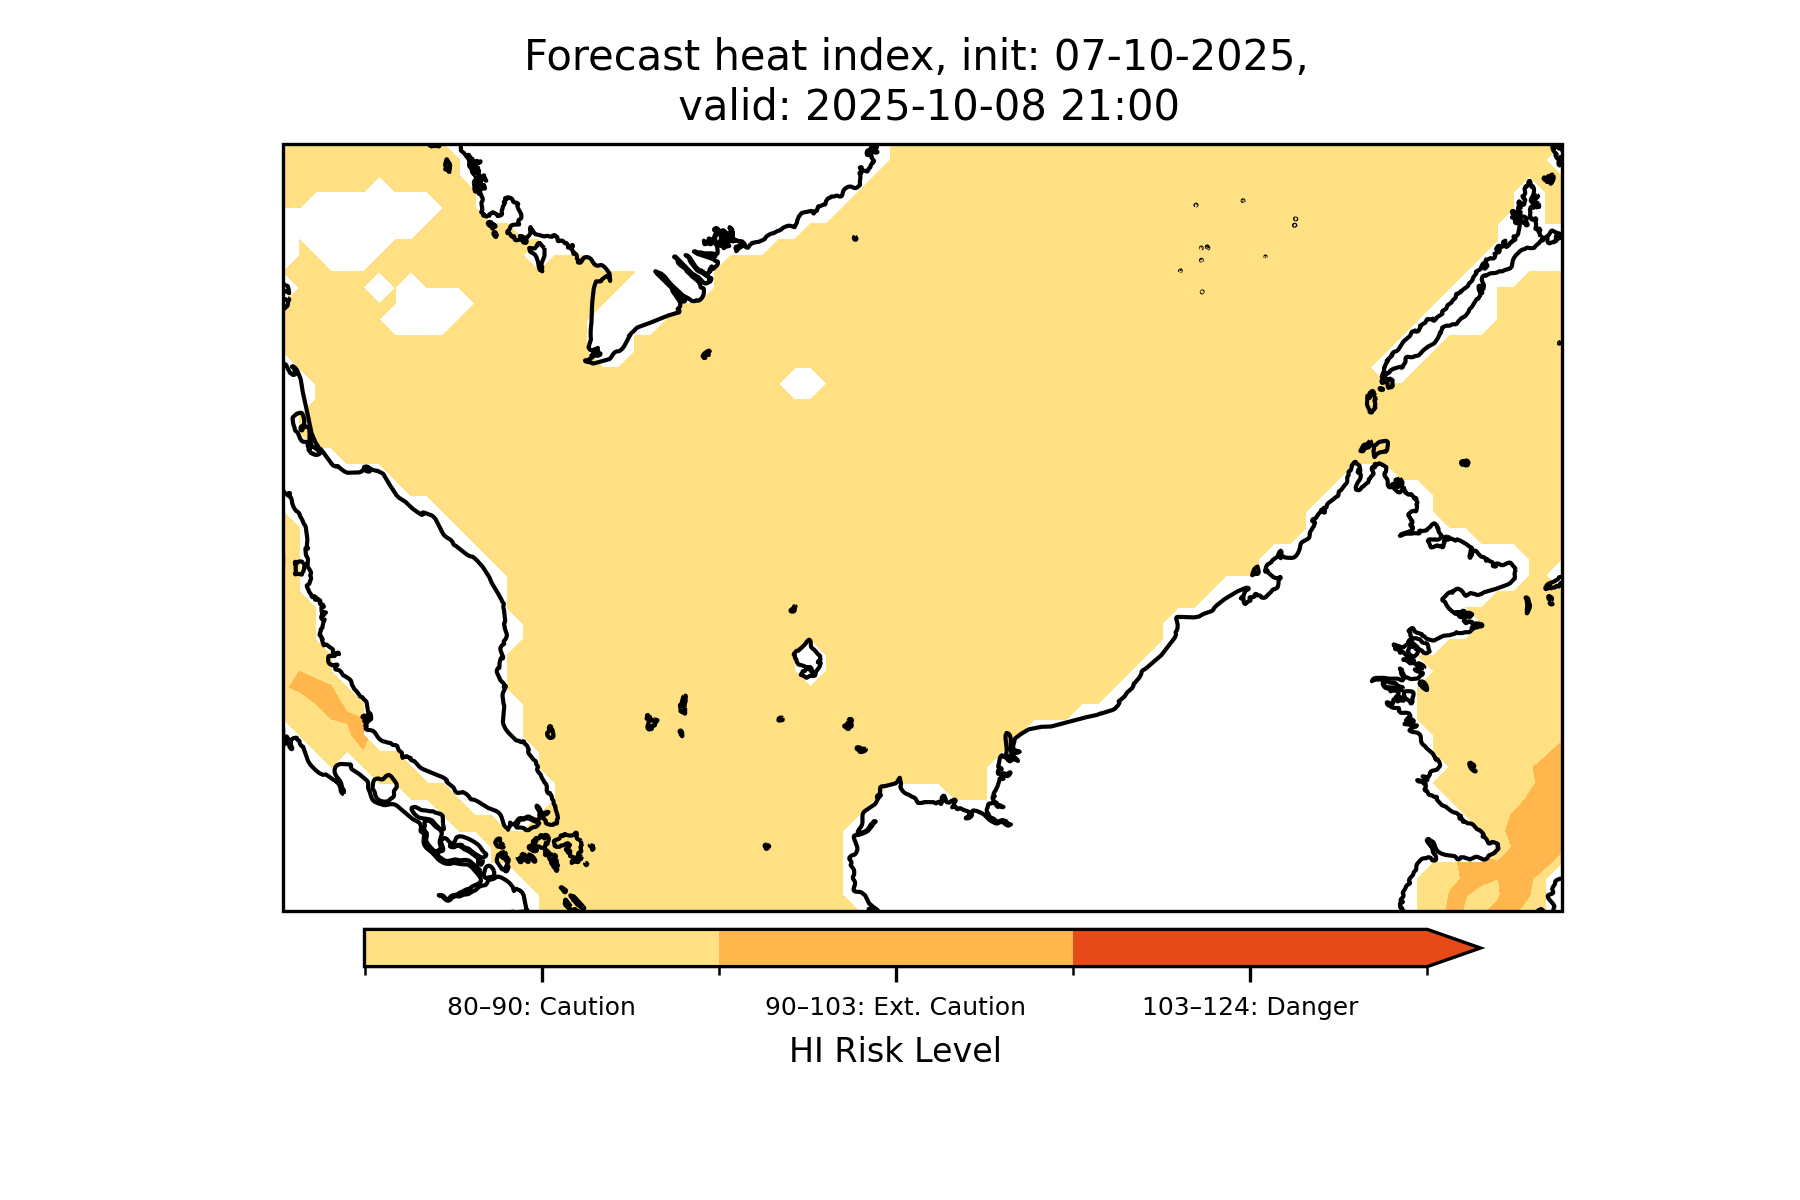 Forecast heat index, init: 07-10-2025,
valid: 2025-10-08 21:00
80–90: Caution
90–103: Ext. Caution
103–124: Danger
HI Risk Level